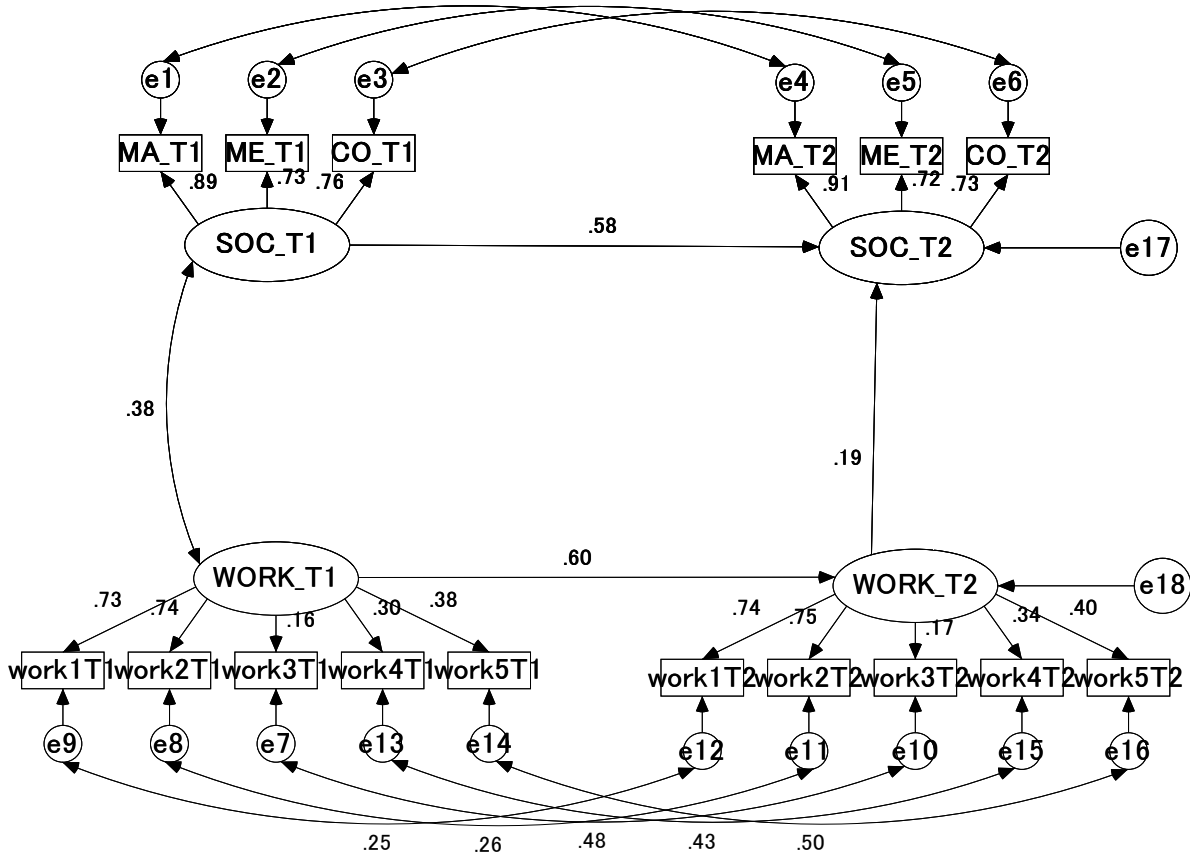 e1 e2 e3 e4 e5 e6
MA_T1 ME_T1 CO_T1 MA_T2 ME_T2 CO_T2
.89 .73 .76 .91 .72 .73
SOC_T1 .58 SOC_T2 e17
.38
.19
WORK_T1 .60 WORK_T2 e18
.73 .74 .16 .30 .38 .74 .75 .17 .34 .40
work1T1 work2T1 work3T1 work4T1 work5T1 work1T2 work2T2 work3T2 work4T2 work5T2
e9 e8 e7 e13 e14 e12 e11 e10 e15 e16
.25 .26 .48 .43 .50